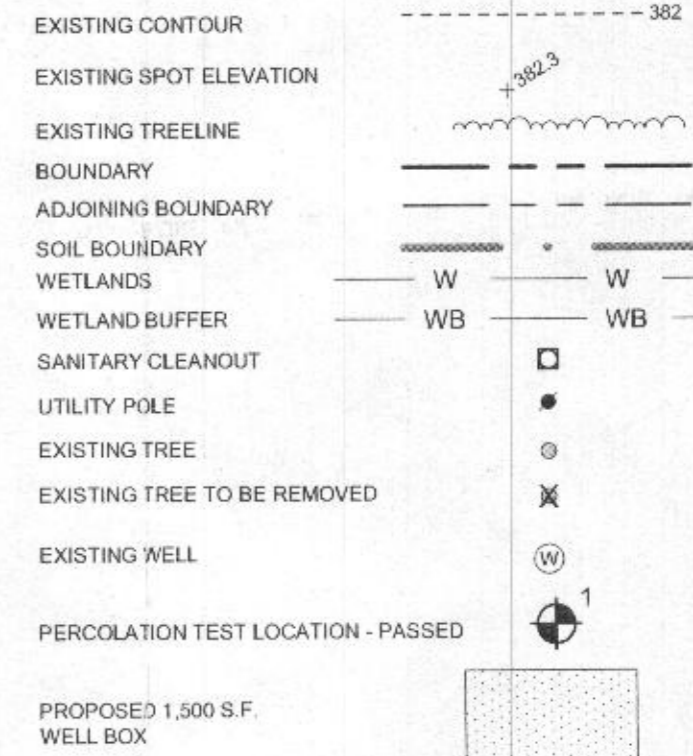 EXISTING CONTOUR 382
EXISTING SPOT ELEVATION 382.3
EXISTING TREELINE
BOUNDARY
ADJOINING BOUNDARY
SOIL BOUNDARY
WETLANDS W W
WETLAND BUFFER WB WB
SANITARY CLEANOUT
UTILITY POLE
EXISTING TREE
EXISTING TREE TO BE REMOVED
EXISTING WELL W
PERCOLATION TEST LOCATION - PASSED 1
PROPOSED 1,500 S.F.
WELL BOX